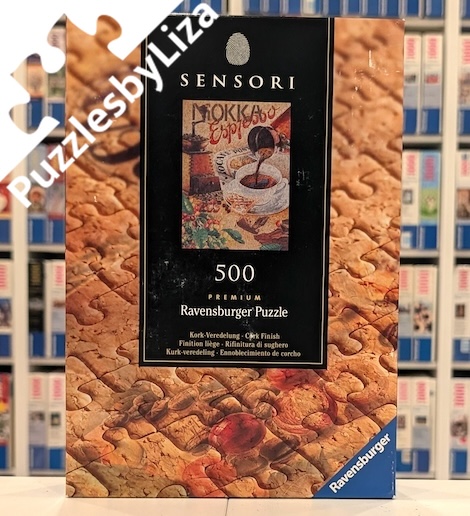 PuzzlesbyLiza
SENSORI
MOKKA
Espresso
500
PREMIUM
Ravensburger Puzzle
Kork-Veredelung - Cork Finish
Finition liège - Rifinitura di sughero
Kurk-veredeling - Ennoblecimiento de corcho
Ravensburger